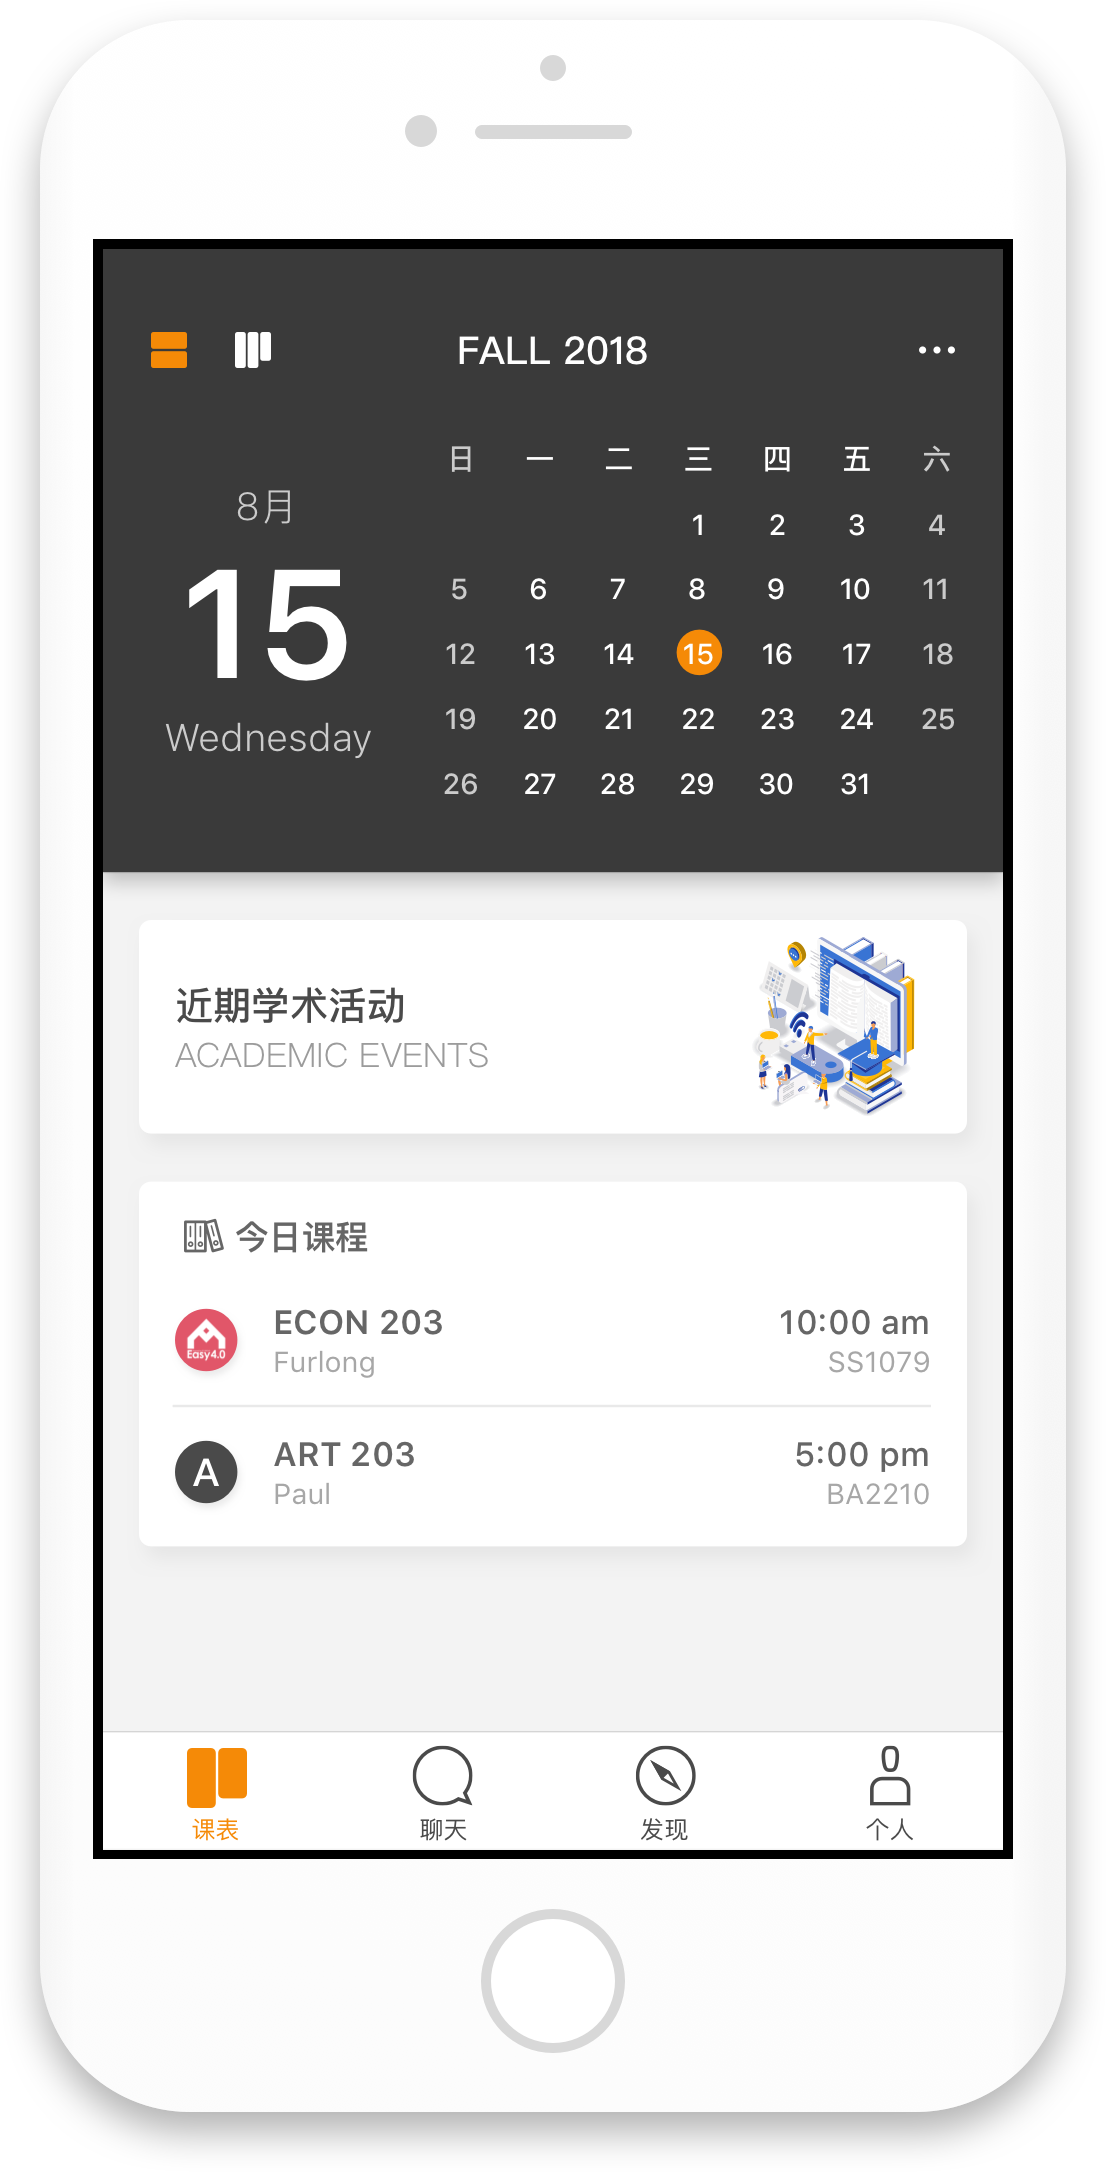 FALL 2018
8月
15
Wednesday
日 一 二 三 四 五 六
1 2 3 4
5 6 7 8 9 10 11
12 13 14 15 16 17 18
19 20 21 22 23 24 25
26 27 28 29 30 31
近期学术活动
ACADEMIC EVENTS
今日课程
Easy4.0
ECON 203
10:00 am
Furlong
SS1079
A
ART 203
5:00 pm
Paul
BA2210
课表
聊天
发现
个人